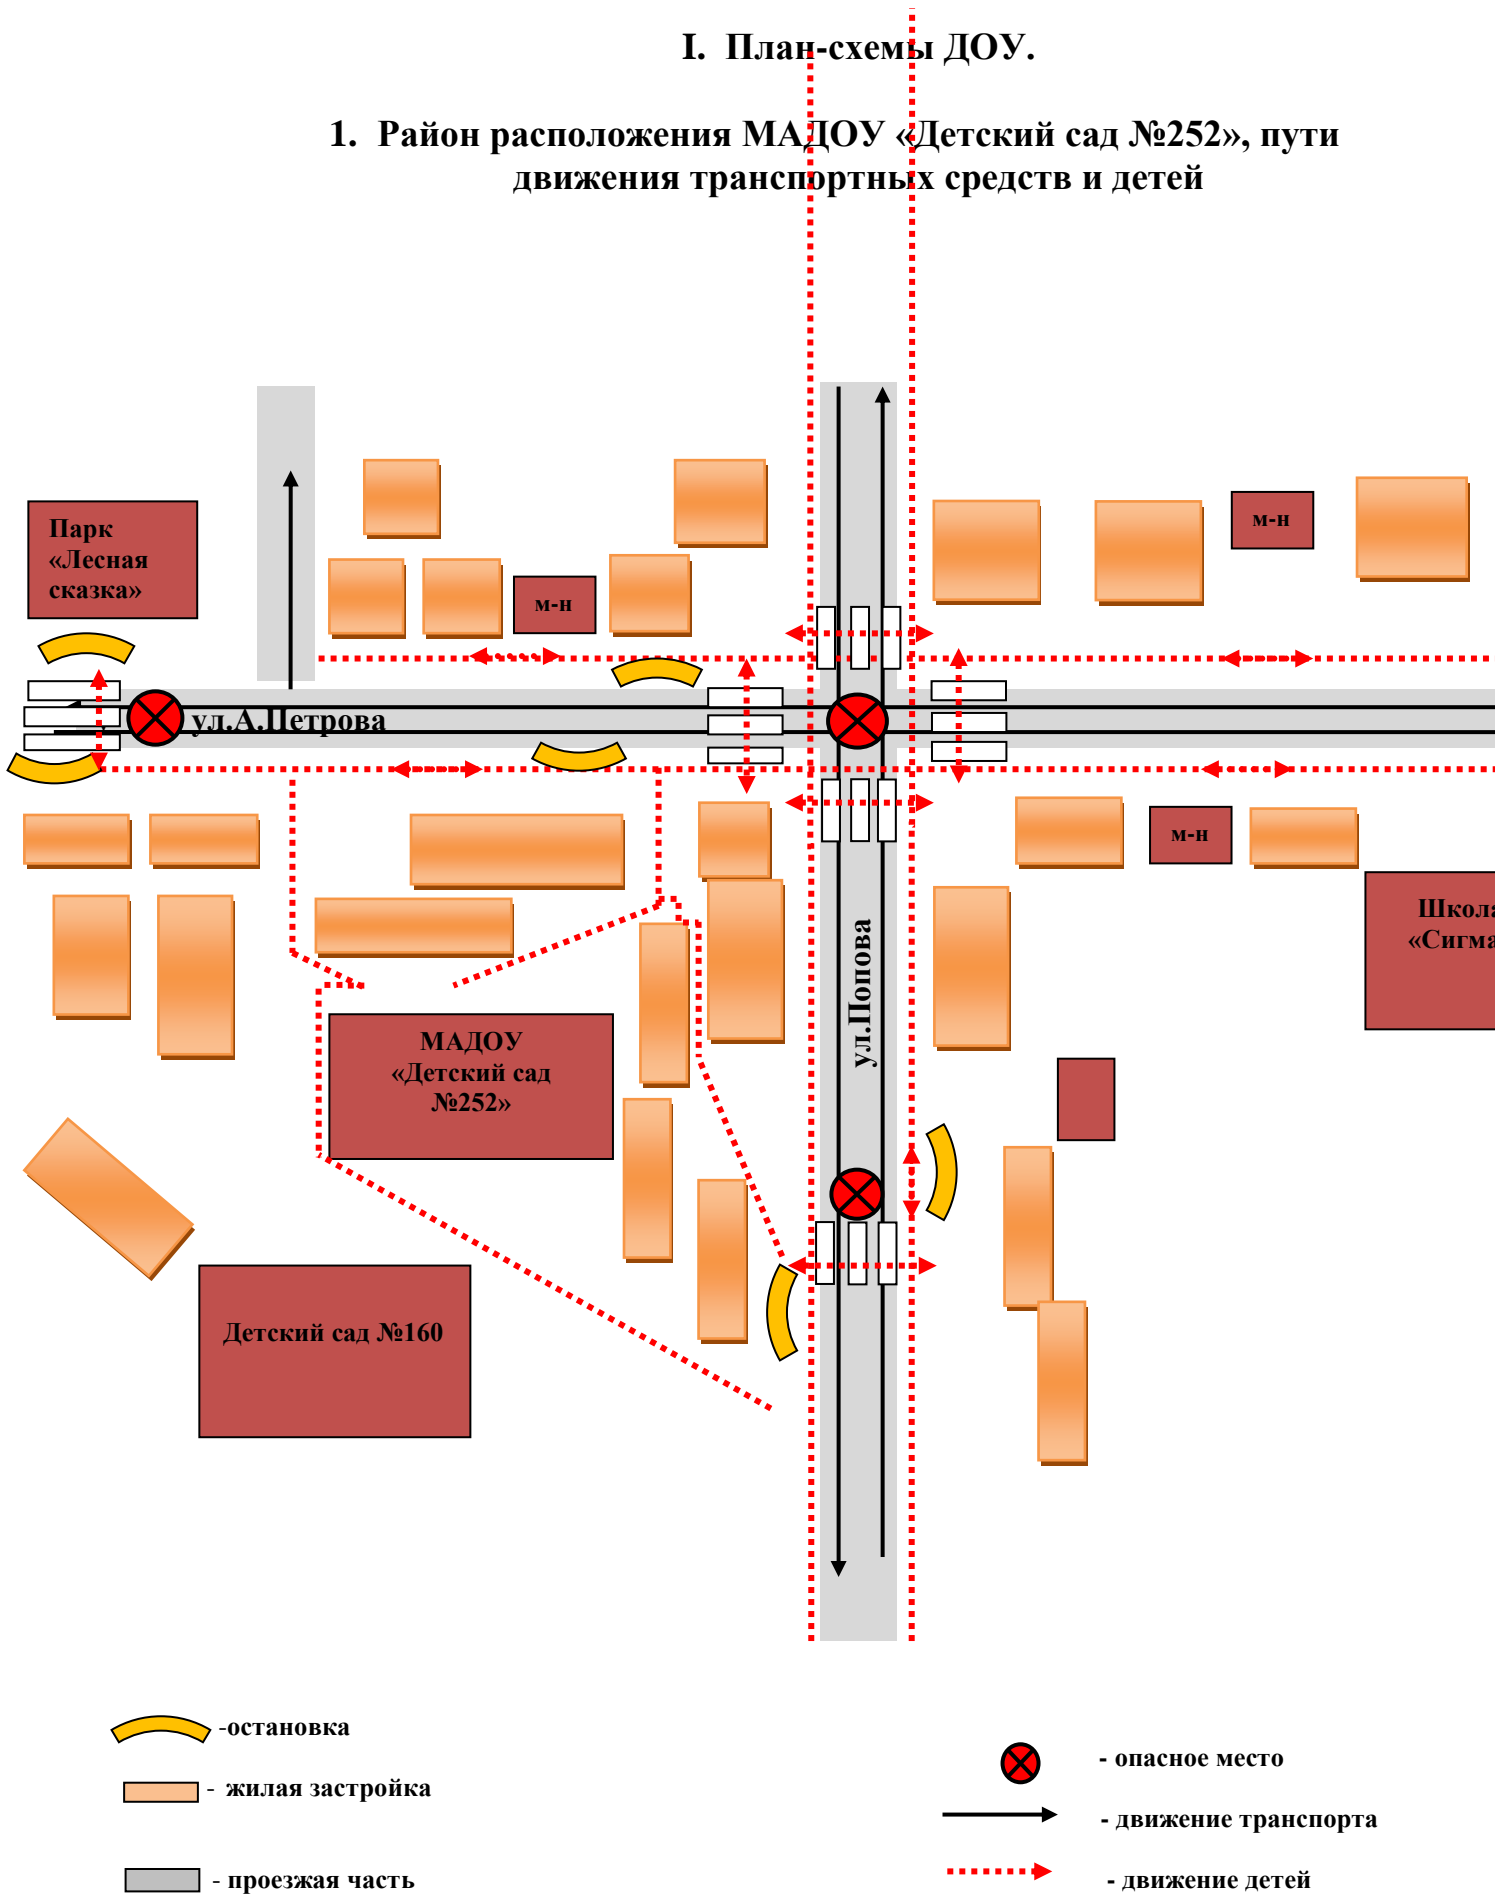 I. План-схемы ДОУ.
1. Район расположения МАДОУ «Детский сад №252», пути
движения транспортных средств и детей
Парк
«Лесная
сказка»
м-н
м-н
ул.А.Петрова
м-н
Школа
«Сигма
ул.Попова
МАДОУ
«Детский сад
№252»
Детский сад №160
-остановка
- жилая застройка
- проезжая часть
- опасное место
- движение транспорта
- движение детей